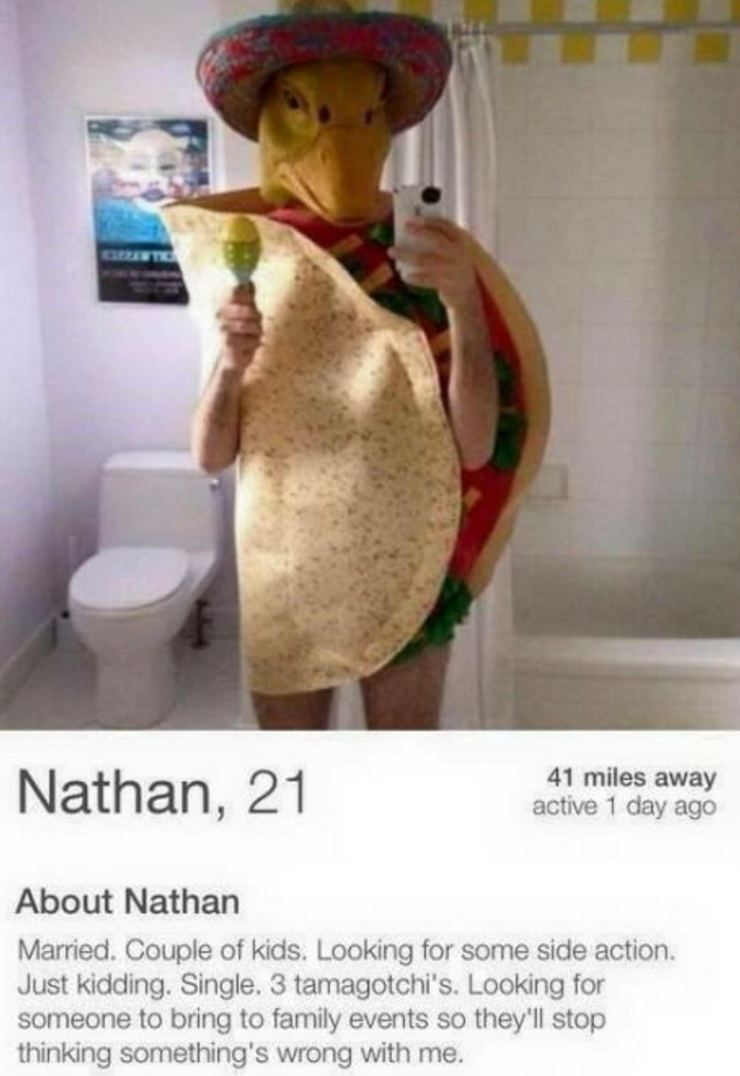 Nathan, 21
41 miles away
active 1 day ago
About Nathan
Married. Couple of kids. Looking for some side action.
Just kidding. Single. 3 tamagotchi's. Looking for
someone to bring to family events so they'll stop
thinking something's wrong with me.